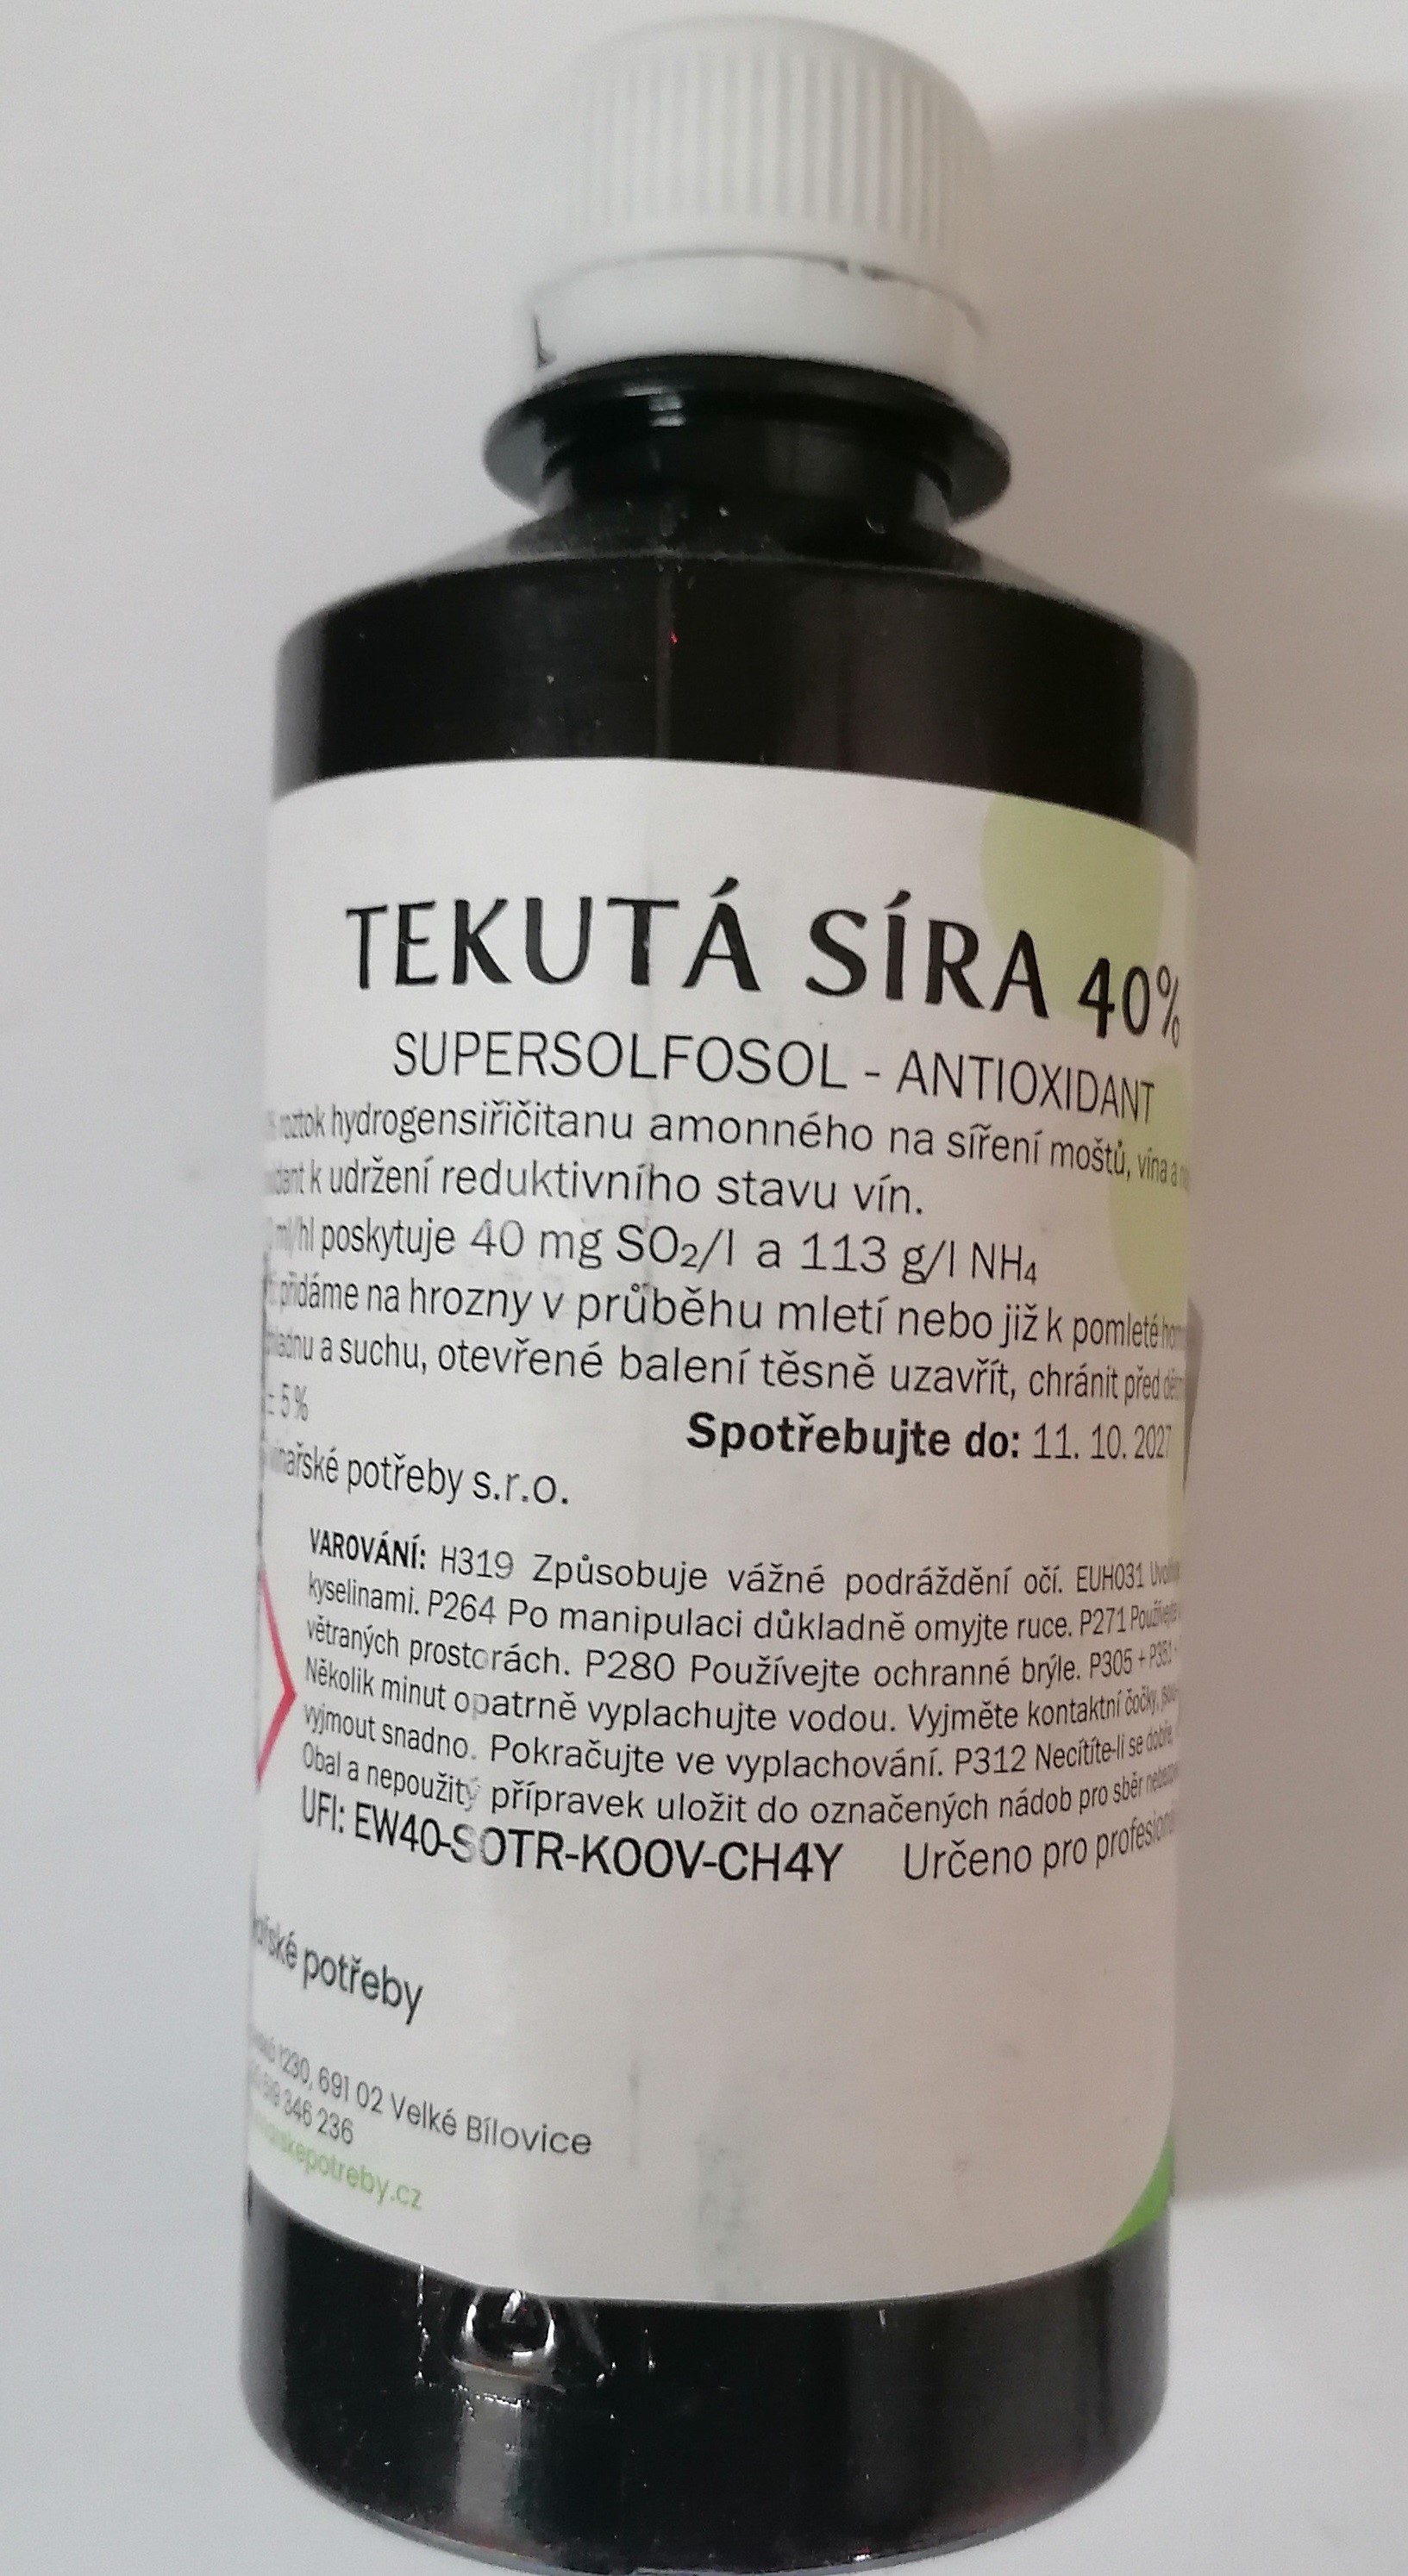 TEKUTÁ SÍRA 40%
SUPERSOLFOSOL - ANTIOXIDANT
roztok hydrogensiřičitanu amonného na síření moštů, vína a
k udržení reduktivního stavu vín.
ml/hl poskytuje 40 mg SO₂/l a 113 g/l NH₄
přidáme na hrozny v průběhu mletí nebo již k pomleté
chladnu a suchu, otevřené balení těsně uzavřít, chránit před
= 5%
vinařské potřeby s.r.o.
Spotřebujte do: 11. 10. 2027
VAROVÁNÍ: H319 Způsobuje vážné podráždění očí. EUH031
kyselinami. P264 Po manipulaci důkladně omyjte ruce. P271 Používejte
větraných prostorách. P280 Používejte ochranné brýle. P305 + P351
Několik minut opatrně vyplachujte vodou. Vyjměte kontaktní čočky,
vyjmout snadno. Pokračujte ve vyplachování. P312 Necítíte-li se dobře,
Obal a nepoužitý přípravek uložit do označených nádob pro sběr
UFI: EW40-SOTR-KOOV-CH4Y Určeno pro
potřeby
1230, 691 02 Velké Bílovice
346 236